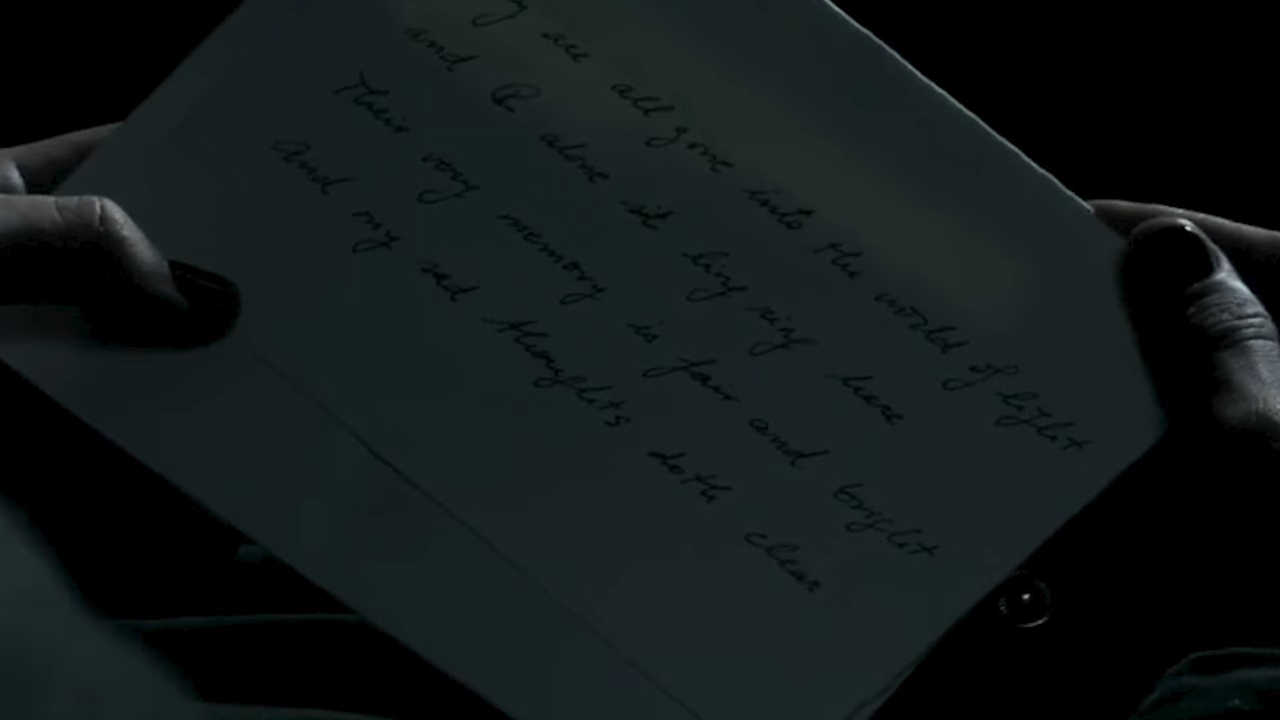 are all gone into the world of light
and I alone sit ling'ring here
Their very memory is fair and bright
And my sad thoughts doth clear